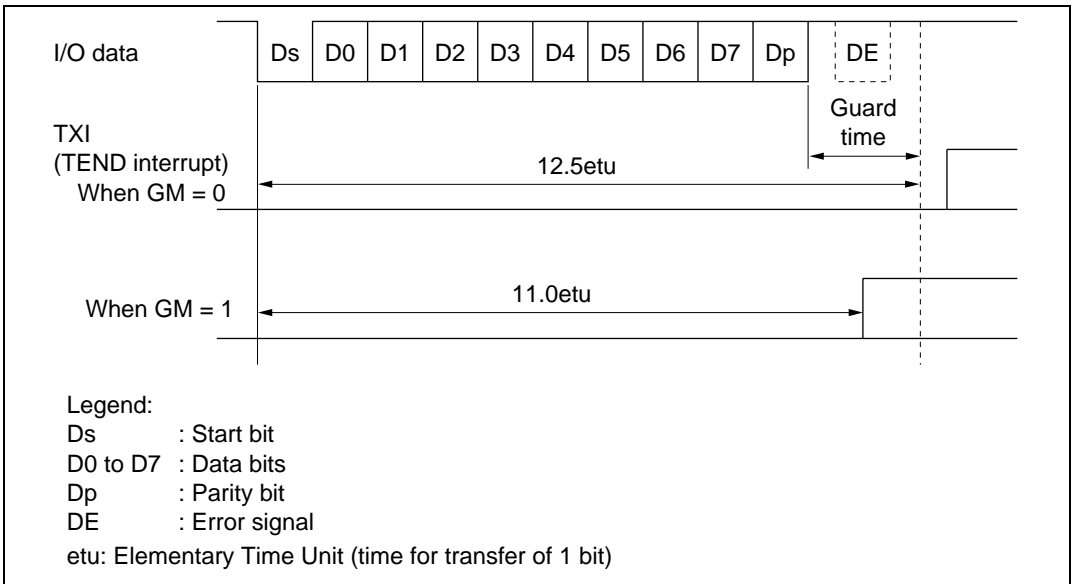 I/O data Ds D0 D1 D2 D3 D4 D5 D6 D7 Dp DE
Guard
time
TXI
(TEND interrupt)
When GM = 0
12.5etu
When GM = 1
11.0etu
Legend:
Ds : Start bit
D0 to D7 : Data bits
Dp : Parity bit
DE : Error signal
etu: Elementary Time Unit (time for transfer of 1 bit)